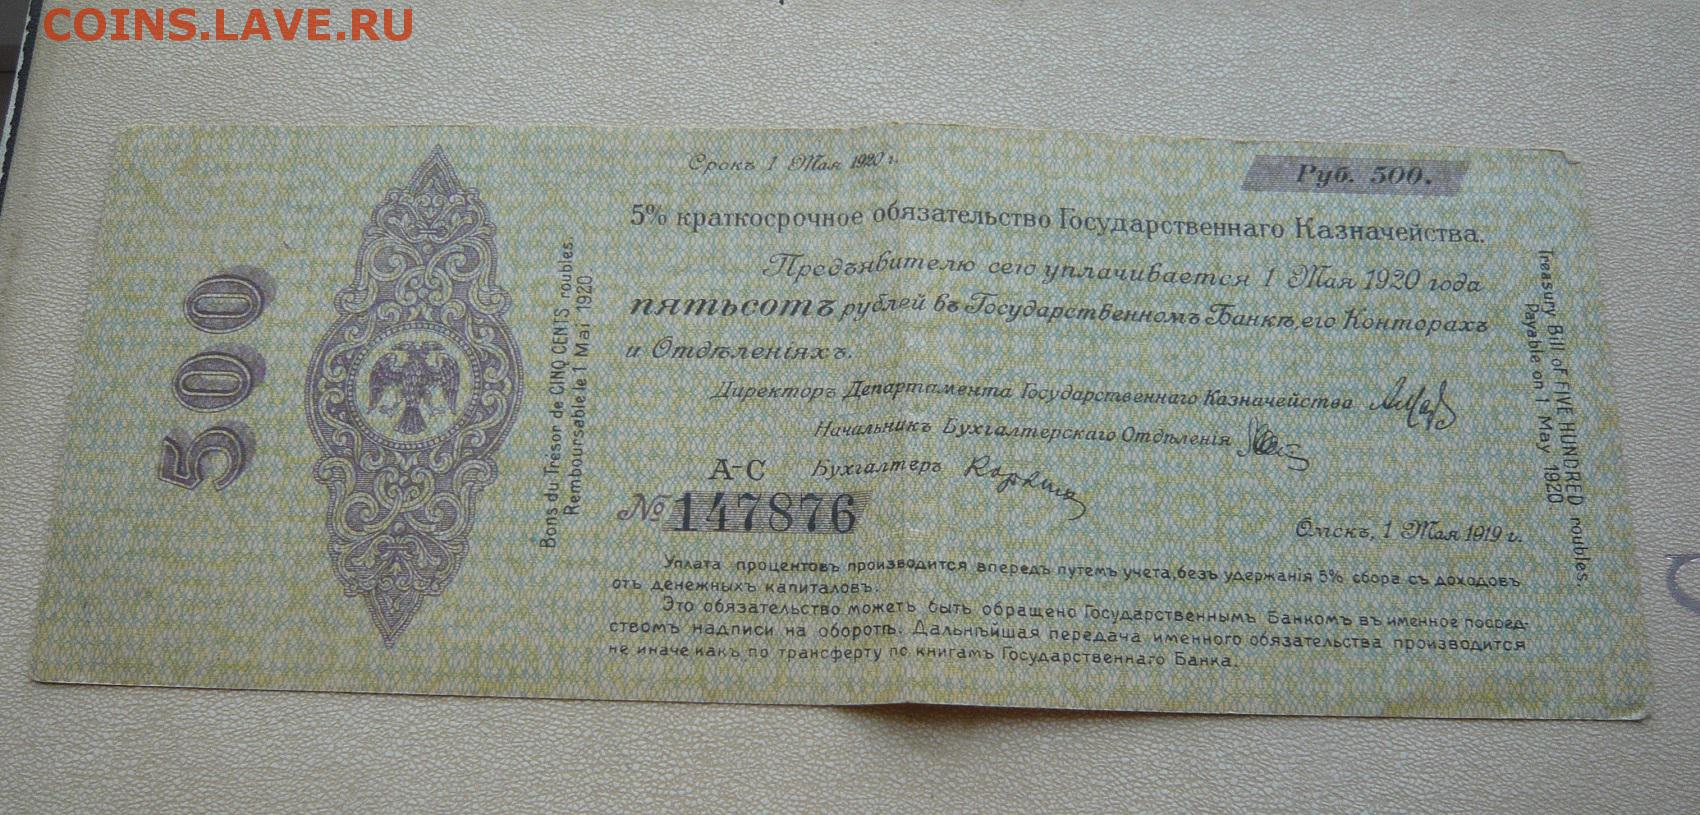 COINS.LAVE.RU
Срокъ 1 Мая 1920 г.
Руб. 500.
5% краткосрочное обязательство Государственнаго Казначейства.
Предъявителю сего уплачивается 1 Мая 1920 года
пятьсотъ рублей въ Государственномъ Банкѣ, его Конторахъ
и Отдѣленіяхъ.
Директоръ Департамента Государственнаго Казначейства
Начальникъ Бухгалтерскаго Отдѣленія
А-С Бухгалтеръ
№ 147876
Омскъ, 1 Мая 1919 г.
Уплата процентовъ производится впередъ путемъ учета, безъ удержанія 5% сбора съ доходовъ
отъ денежныхъ капиталовъ.
Это обязательство можетъ быть обращено Государственнымъ Банкомъ въ именное посред-
ствомъ надписи на оборотѣ. Дальнѣйшая передача именного обязательства производится
не иначе какъ по трансферту по книгамъ Государственнаго Банка.
500
Bons du Tresor de CINQ CENTS roubles.
Remboursable le 1 Mai 1920
Treasury Bill of FIVE HUNDRED roubles.
Payable on 1 May 1920